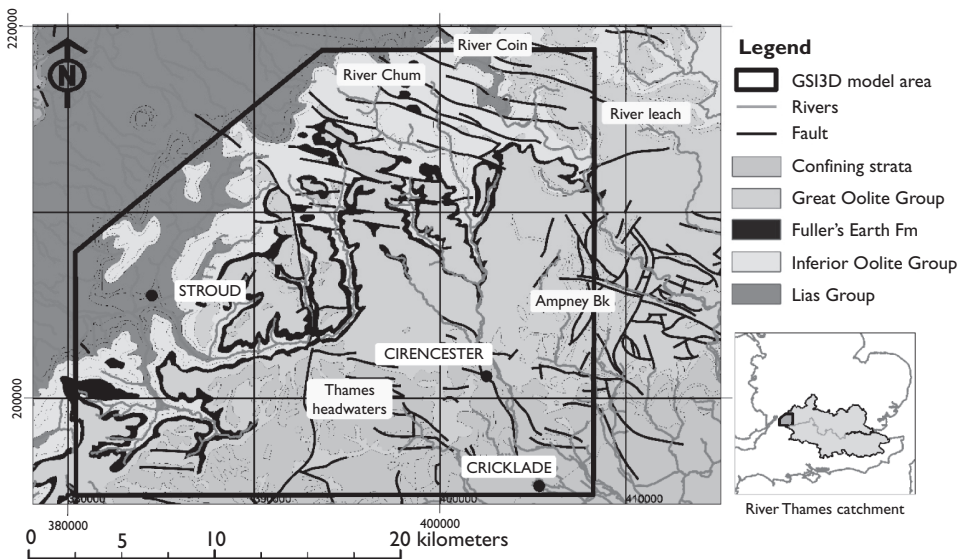 220000
N
River Coin
River Chum
River leach
STROUD
Ampney Bk
CIRENCESTER
200000
Thames
headwaters
CRICKLADE
380000
390000
400000
410000
380000
400000
0 5 10 20 kilometers
Legend
GSI3D model area
Rivers
Fault
Confining strata
Great Oolite Group
Fuller's Earth Fm
Inferior Oolite Group
Lias Group
River Thames catchment